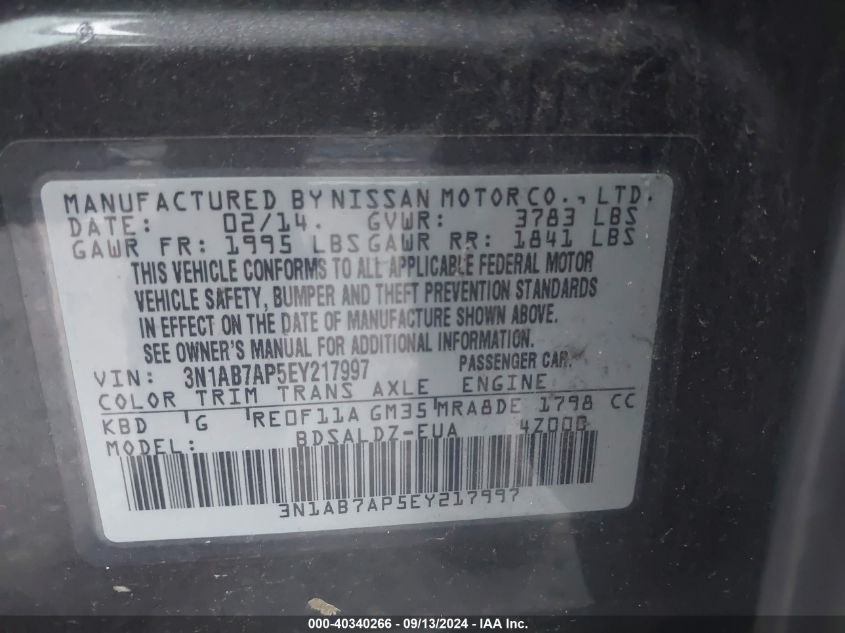 MANUFACTURED BY NISSAN MOTOR CO., LTD.
DATE: 02/14. GVWR: 3783 LBS
GAWR FR: 1995 LBS GAWR RR: 1841 LBS
THIS VEHICLE CONFORMS TO ALL APPLICABLE FEDERAL MOTOR
VEHICLE SAFETY, BUMPER AND THEFT PREVENTION STANDARDS
IN EFFECT ON THE DATE OF MANUFACTURE SHOWN ABOVE.
SEE OWNER'S MANUAL FOR ADDITIONAL INFORMATION.
VIN: 3N1AB7AP5EY217997 PASSENGER CAR
COLOR TRIM TRANS AXLE ENGINE
KBD G RE0F11A GM35 MRA8DE 1798 CC
MODEL: BDSALDZ-EUA 4Z000
3N1AB7AP5EY217997
000-40340266 - 09/13/2024 - IAA Inc.